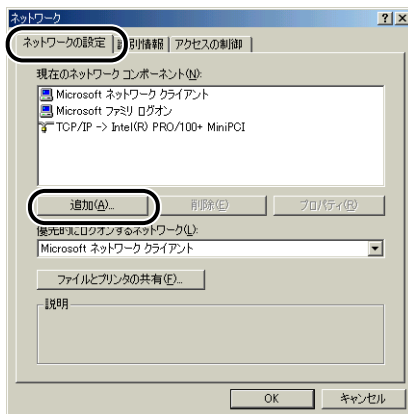 ネットワーク
ネットワークの設定 別情報 アクセスの制御
現在のネットワーク コンポーネント(N):
Microsoft ネットワーク クライアント
Microsoft ファミリ ログオン
TCP/IP -> Intel(R) PRO/100+ MiniPCI
追加(A)... 削除(E) プロパティ(R)
優先的にログオンするネットワーク(L):
Microsoft ネットワーク クライアント
ファイルとプリンタの共有(F)...
説明
OK キャンセル